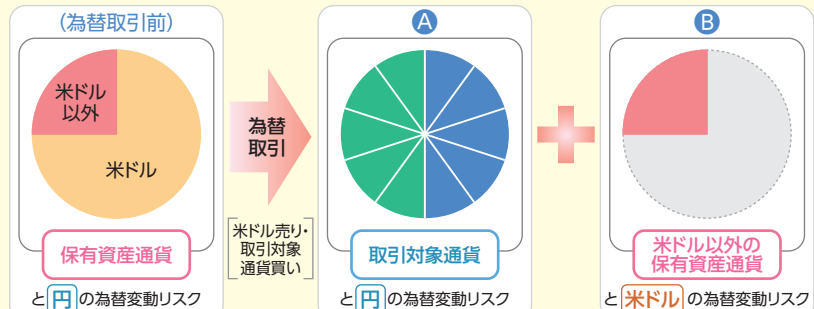 (為替取引前)
米ドル
以外
米ドル
保有資産通貨
と円の為替変動リスク
為替
取引
米ドル売り・
取引対象
通貨買い
A
取引対象通貨
と円の為替変動リスク
B
米ドル以外の
保有資産通貨
と米ドルの為替変動リスク